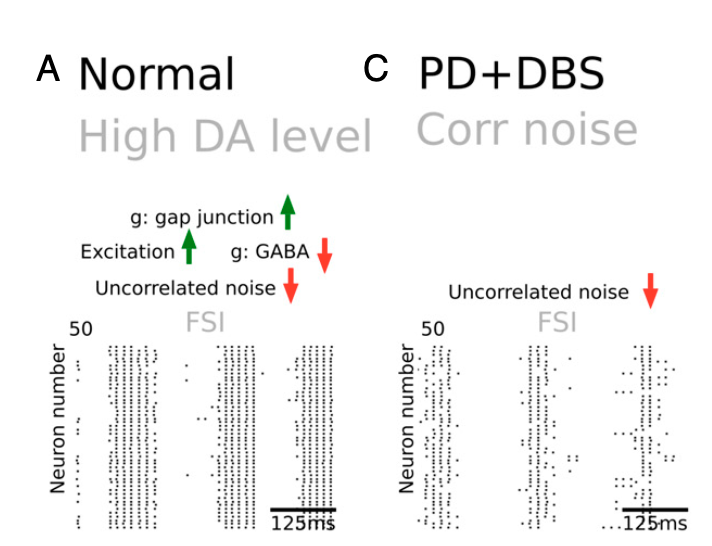 A Normal
High DA level
g: gap junction
Excitation g: GABA
Uncorrelated noise
FSI
50
Neuron number
125ms
C PD+DBS
Corr noise
Uncorrelated noise
FSI
50
Neuron number
125ms